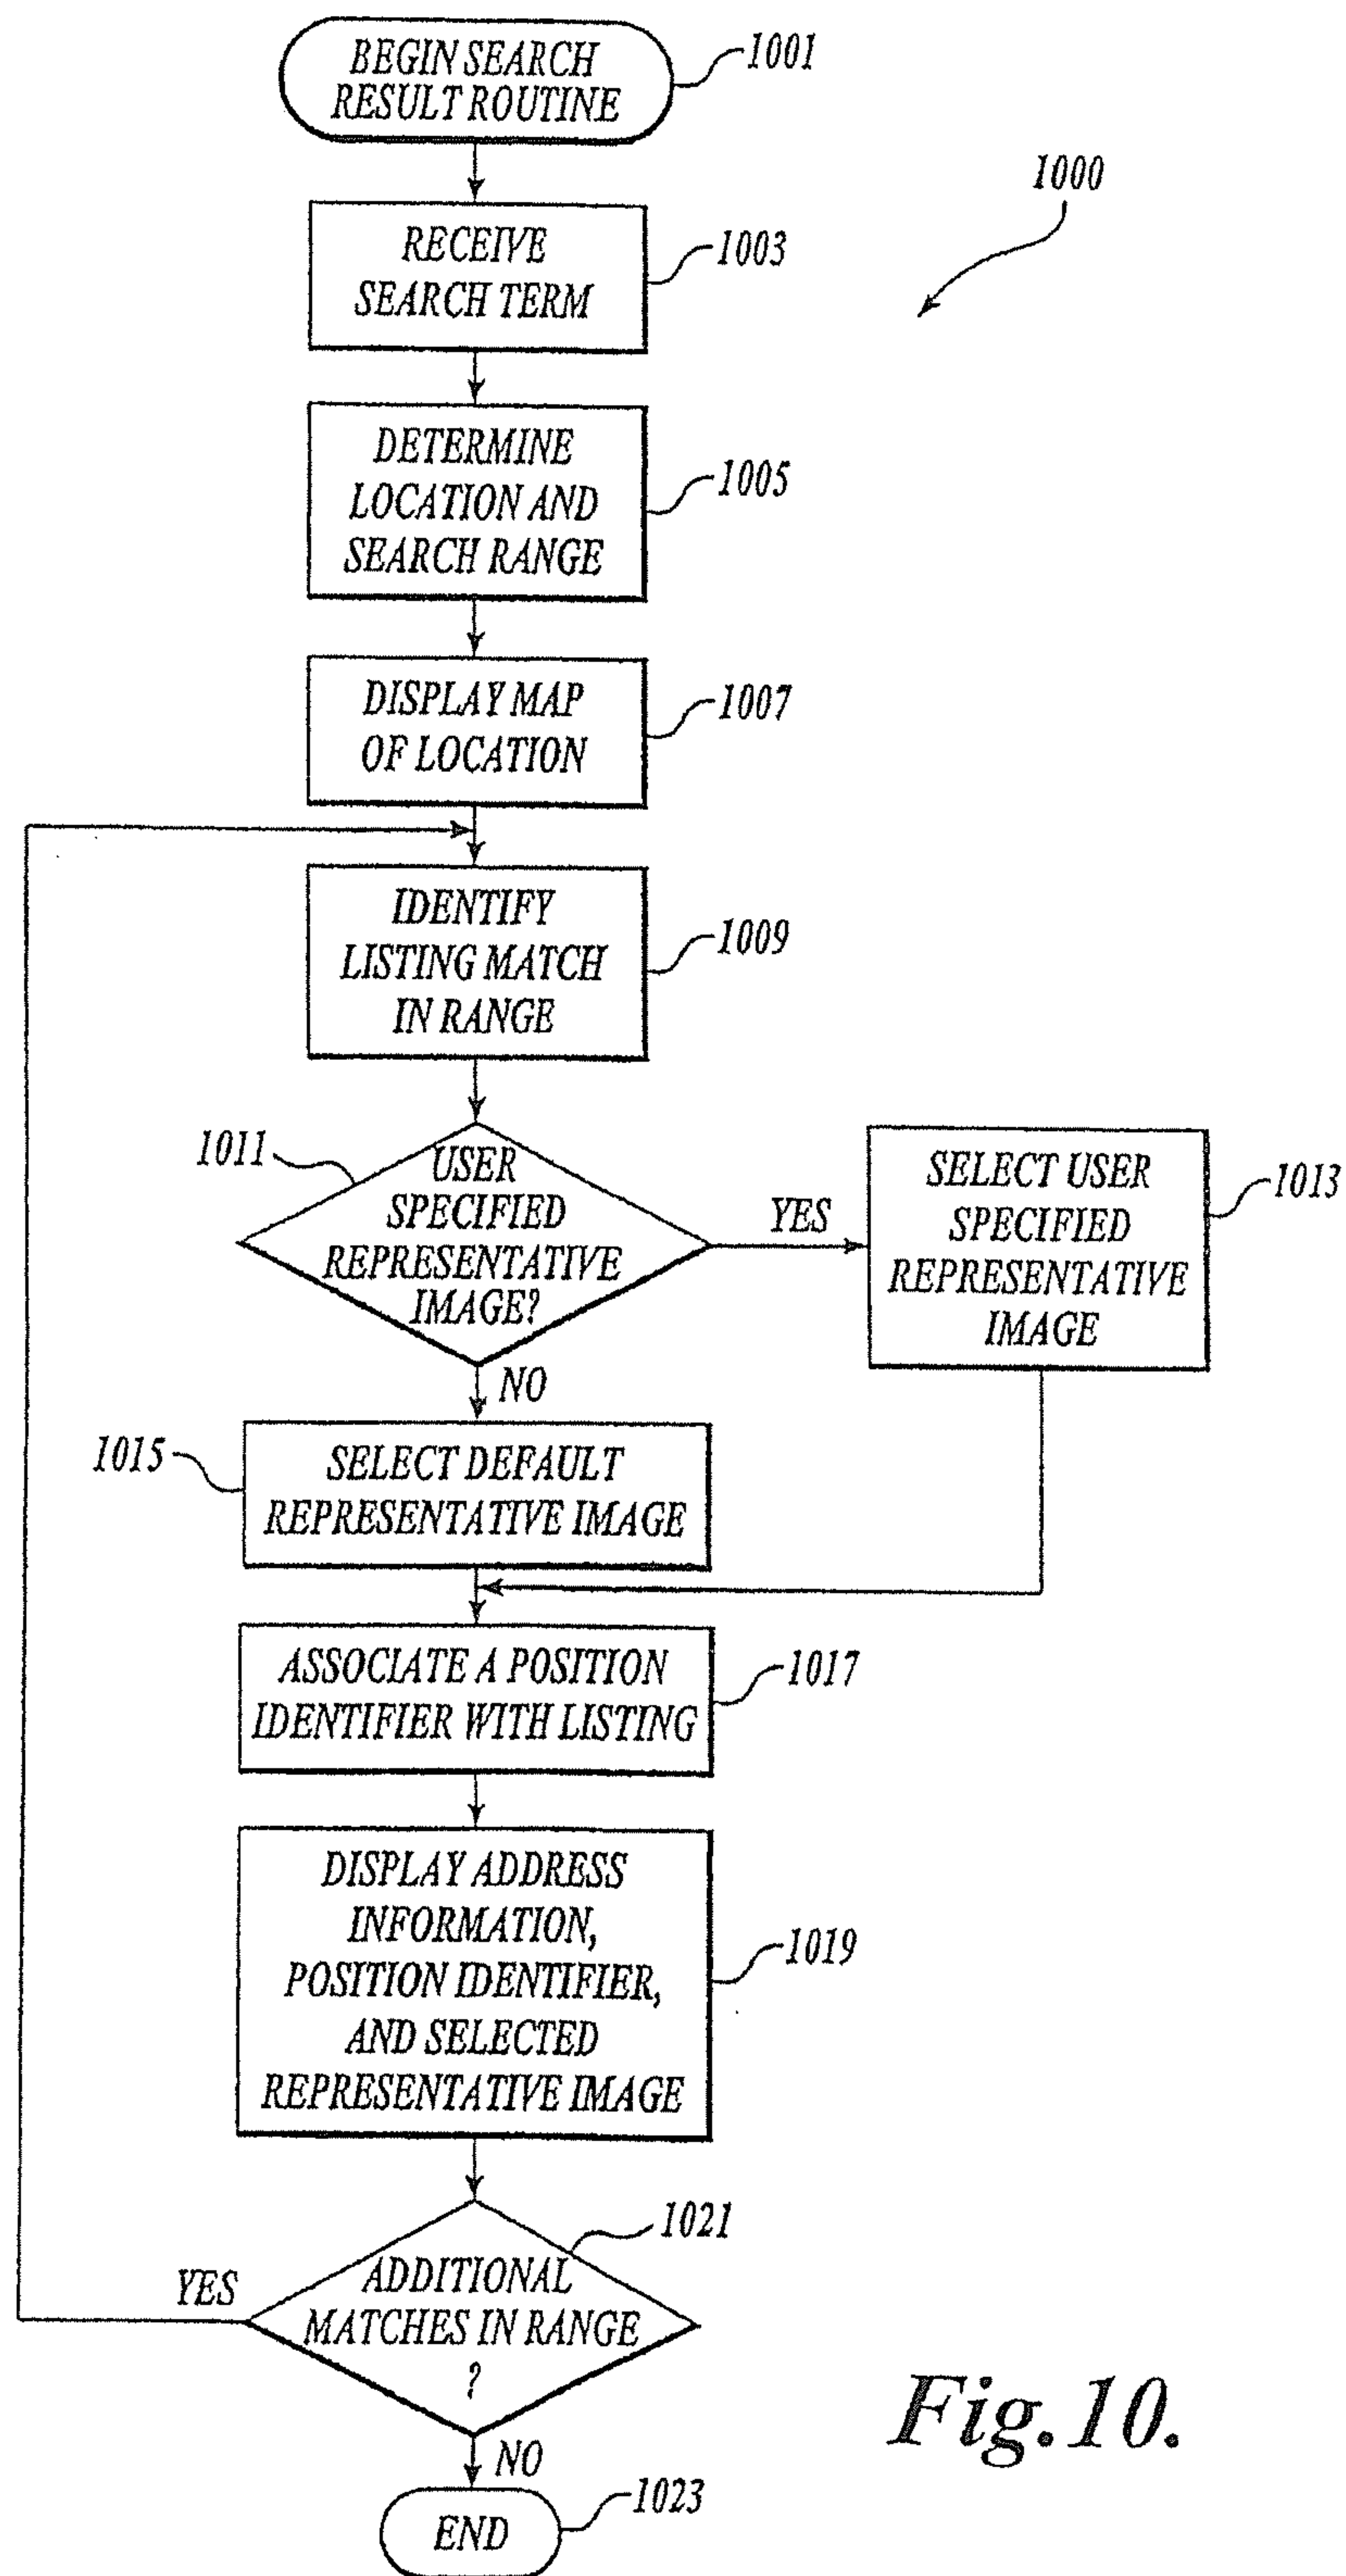 BEGIN SEARCH
RESULT ROUTINE
1001
1000
RECEIVE
SEARCH TERM
1003
DETERMINE
LOCATION AND
SEARCH RANGE
1005
DISPLAY MAP
OF LOCATION
1007
IDENTIFY
LISTING MATCH
IN RANGE
1009
1011
USER
SPECIFIED
REPRESENTATIVE
IMAGE?
YES
SELECT USER
SPECIFIED
REPRESENTATIVE
IMAGE
1013
NO
1015
SELECT DEFAULT
REPRESENTATIVE IMAGE
ASSOCIATE A POSITION
IDENTIFIER WITH LISTING
1017
DISPLAY ADDRESS
INFORMATION,
POSITION IDENTIFIER,
AND SELECTED
REPRESENTATIVE IMAGE
1019
1021
YES
ADDITIONAL
MATCHES IN RANGE
?
NO
END
1023
Fig.10.